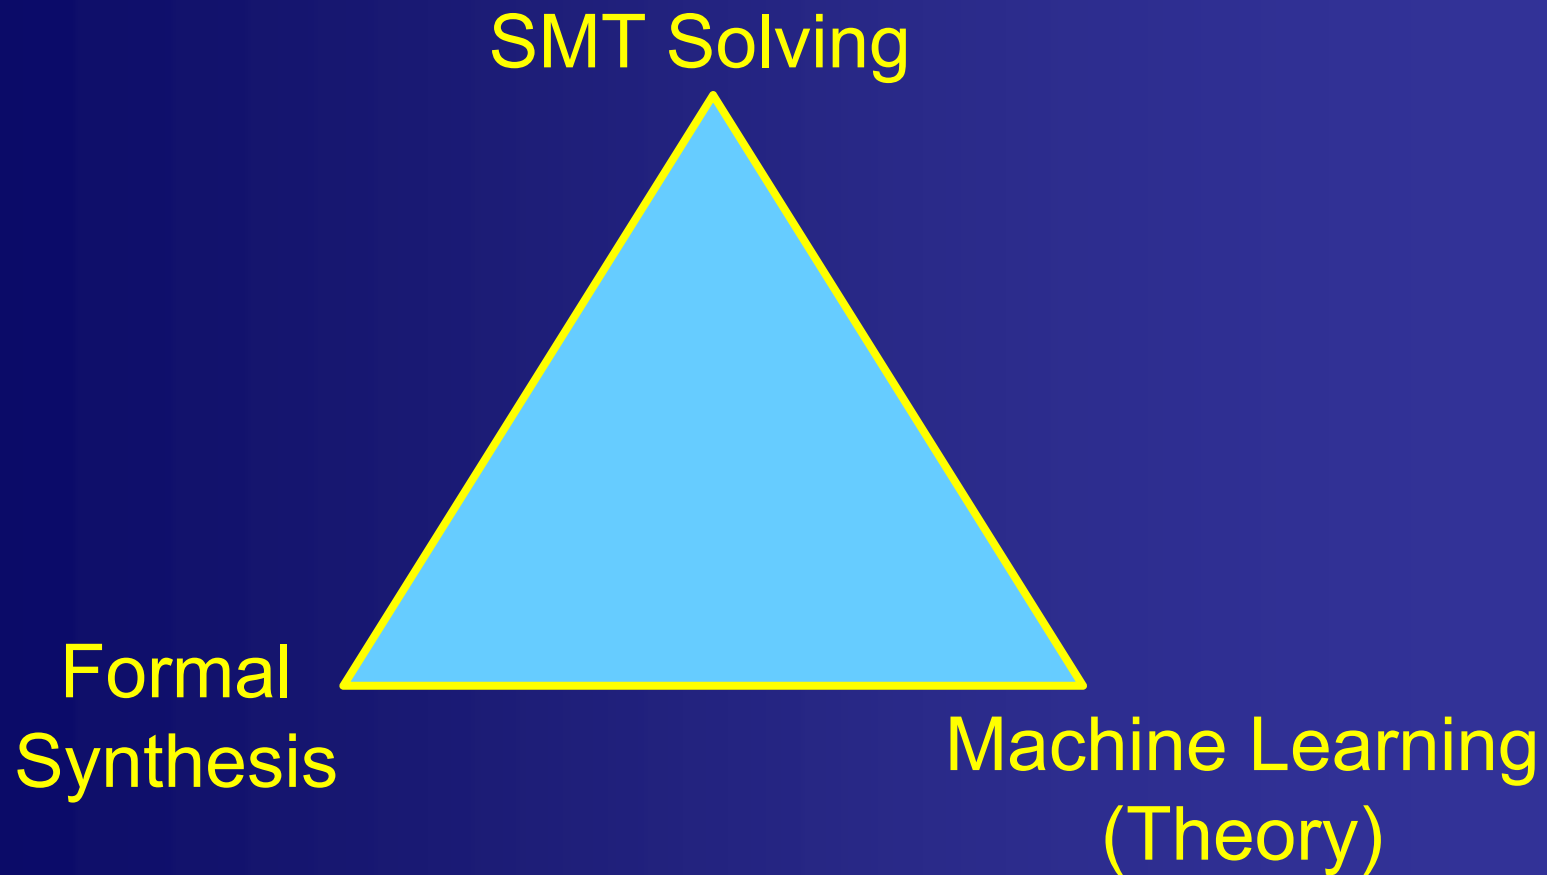 SMT Solving
Formal
Synthesis
Machine Learning
(Theory)